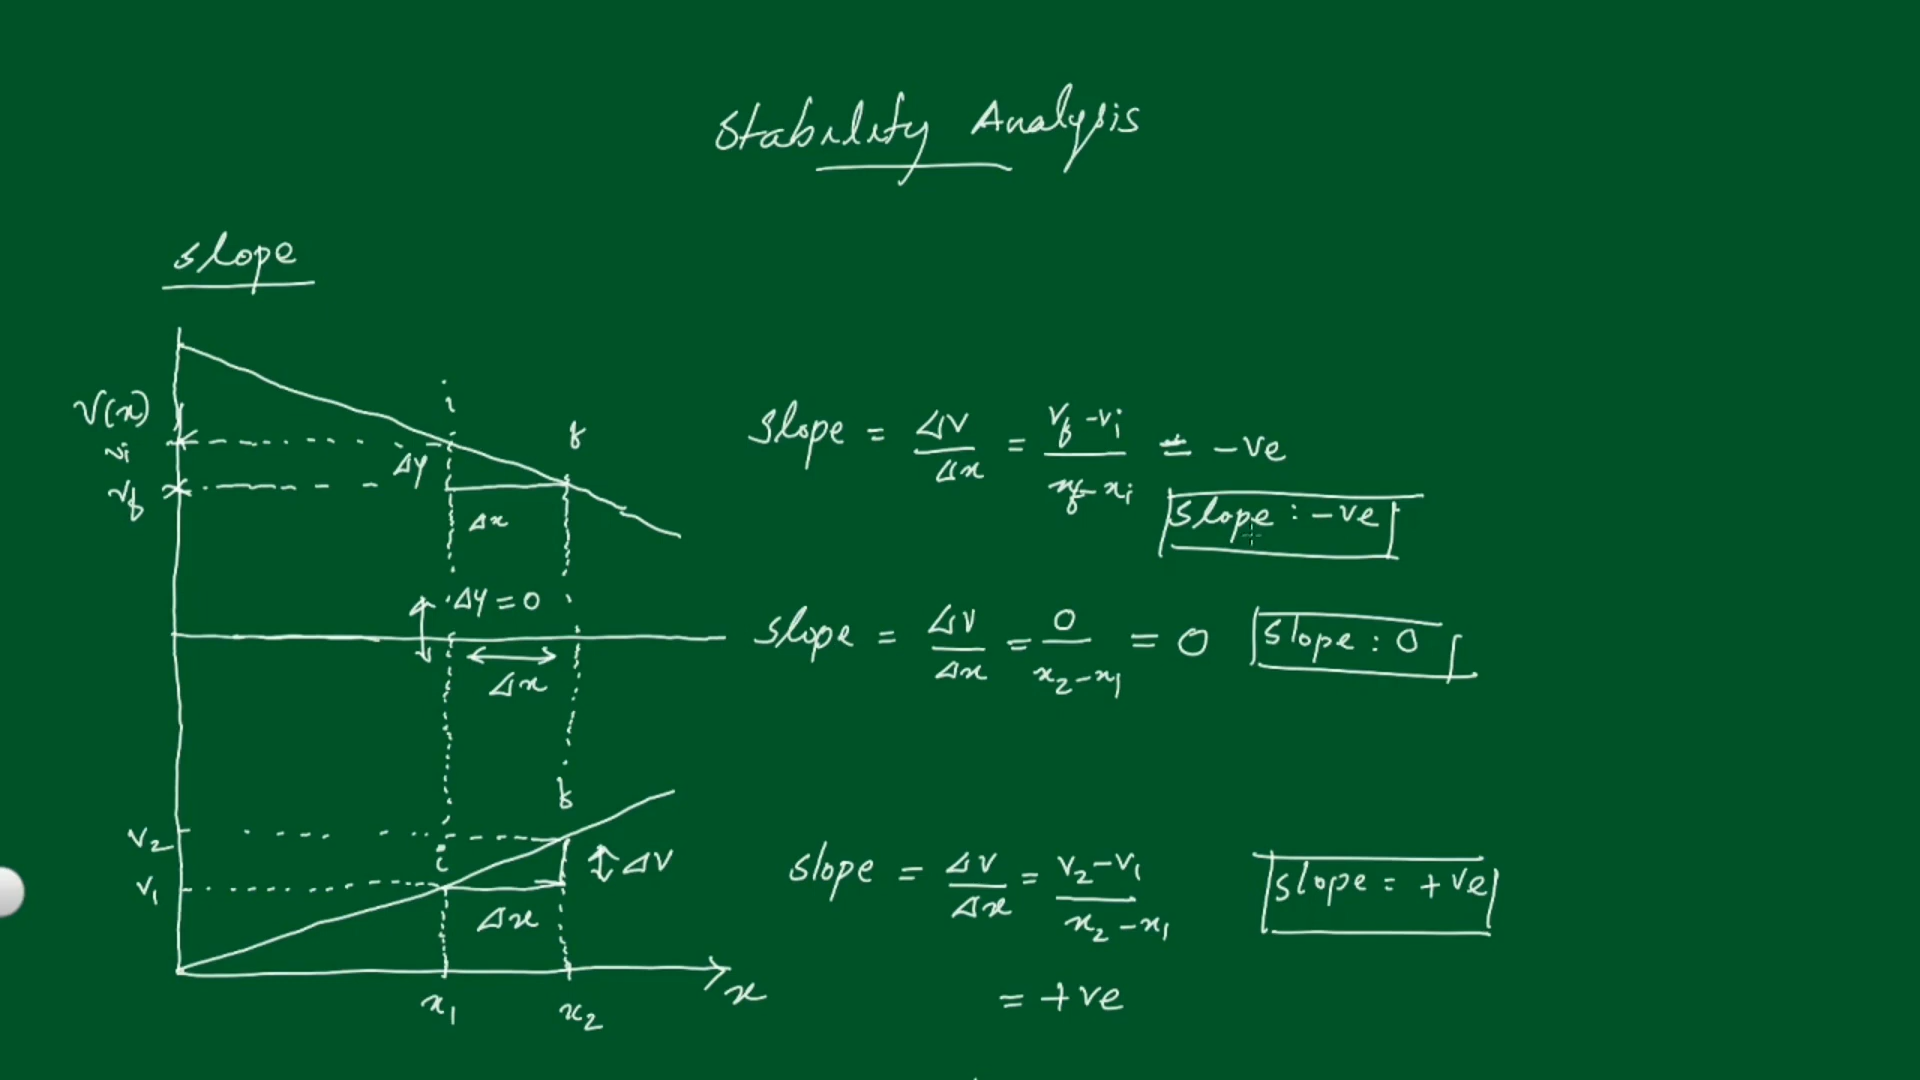 Stability Analysis
slope
V(x)
vi
vf
i
f
Δy
Δx
slope = ΔV/Δx = (Vf - Vi)/(xf - xi) = -ve
slope : -ve
Δy = 0
Δx
slope = ΔV/Δx = 0/(x2 - x1) = 0
slope : 0
V2
V1
i
f
ΔV
Δx
slope = ΔV/Δx = (V2 - V1)/(x2 - x1)
slope = +ve
= +ve
x1
x2
x